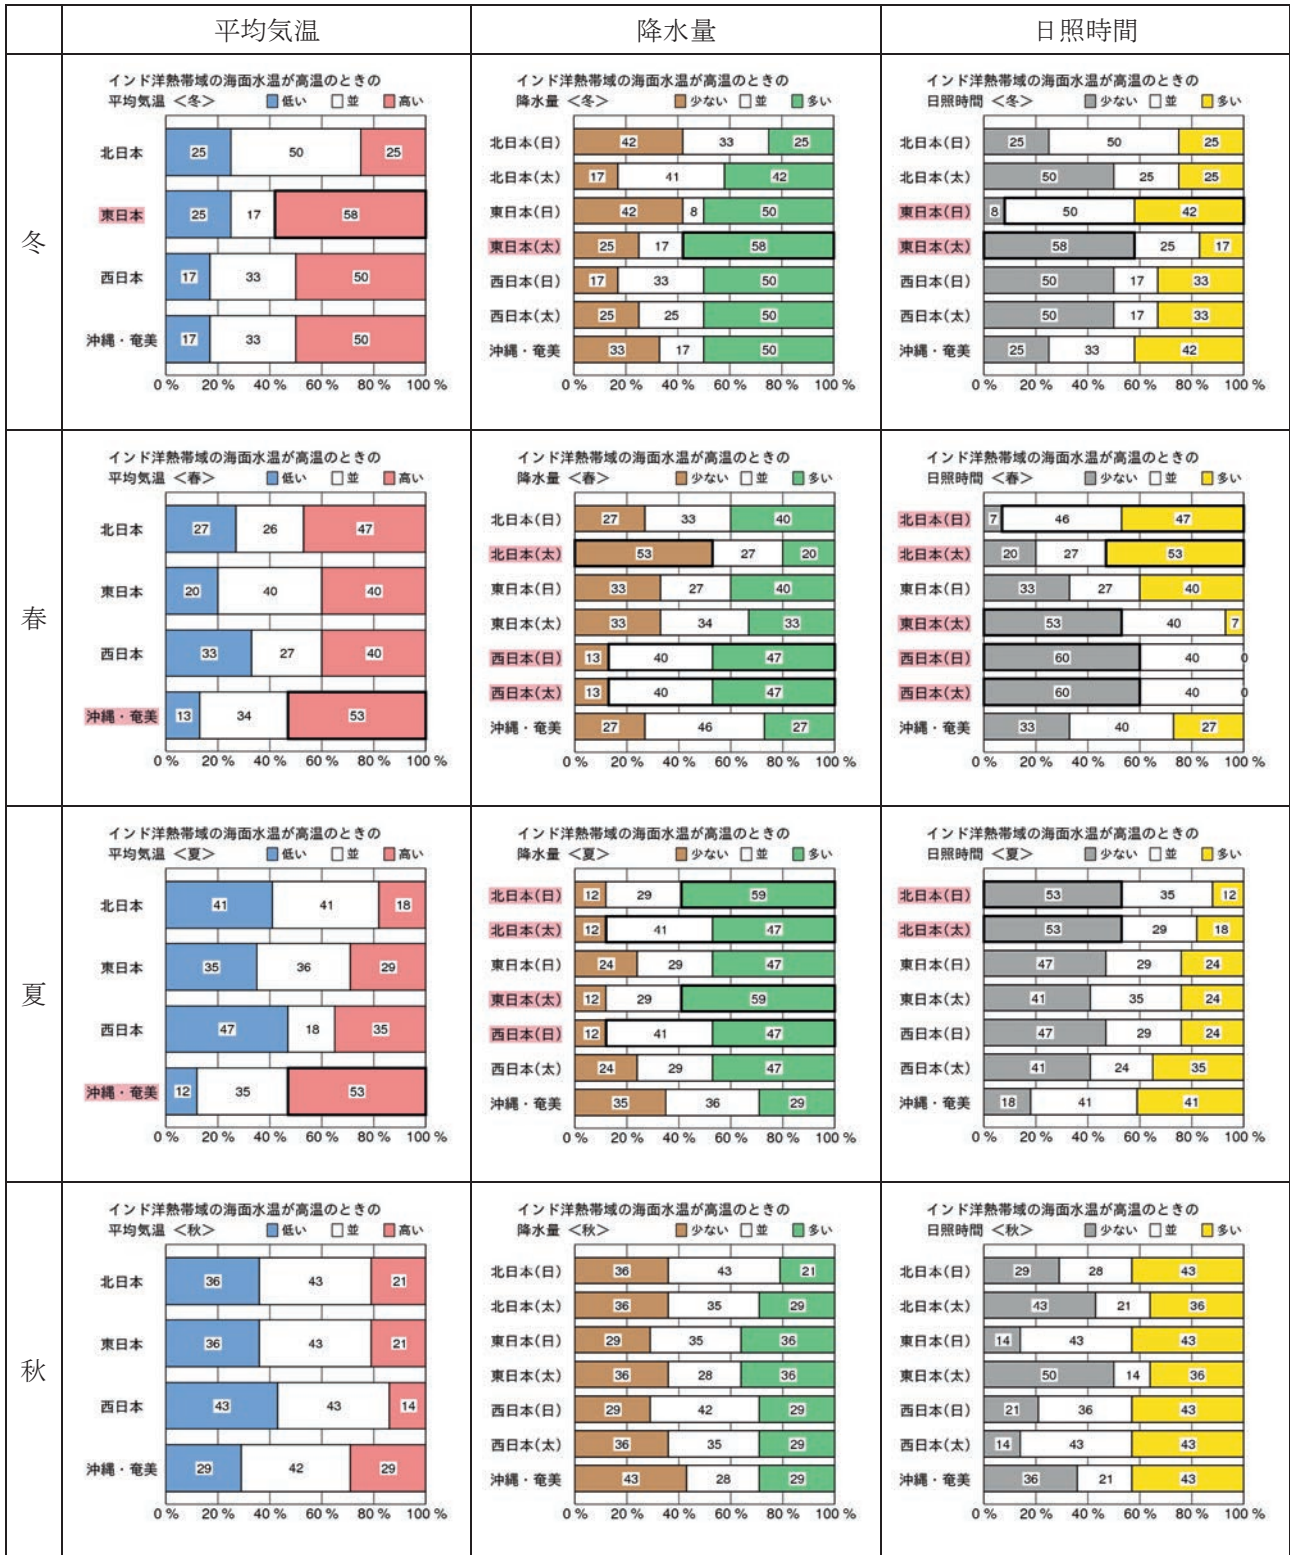 平均気温 降水量 日照時間
冬
インド洋熱帯域の海面水温が高温のときの
平均気温 ＜冬＞ 低い 並 高い
北日本 25 50 25
東日本 25 17 58
西日本 17 33 50
沖縄・奄美 17 33 50
0 % 20 % 40 % 60 % 80 % 100 %
インド洋熱帯域の海面水温が高温のときの
降水量 ＜冬＞ 少ない 並 多い
北日本(日) 42 33 25
北日本(太) 17 41 42
東日本(日) 42 8 50
東日本(太) 25 17 58
西日本(日) 17 33 50
西日本(太) 25 25 50
沖縄・奄美 33 17 50
0 % 20 % 40 % 60 % 80 % 100 %
インド洋熱帯域の海面水温が高温のときの
日照時間 ＜冬＞ 少ない 並 多い
北日本(日) 25 50 25
北日本(太) 50 25 25
東日本(日) 8 50 42
東日本(太) 58 25 17
西日本(日) 50 17 33
西日本(太) 50 17 33
沖縄・奄美 25 33 42
0 % 20 % 40 % 60 % 80 % 100 %
春
インド洋熱帯域の海面水温が高温のときの
平均気温 ＜春＞ 低い 並 高い
北日本 27 26 47
東日本 20 40 40
西日本 33 27 40
沖縄・奄美 13 34 53
0 % 20 % 40 % 60 % 80 % 100 %
インド洋熱帯域の海面水温が高温のときの
降水量 ＜春＞ 少ない 並 多い
北日本(日) 27 33 40
北日本(太) 53 27 20
東日本(日) 33 27 40
東日本(太) 33 34 33
西日本(日) 13 40 47
西日本(太) 13 40 47
沖縄・奄美 27 46 27
0 % 20 % 40 % 60 % 80 % 100 %
インド洋熱帯域の海面水温が高温のときの
日照時間 ＜春＞ 少ない 並 多い
北日本(日) 7 46 47
北日本(太) 20 27 53
東日本(日) 33 27 40
東日本(太) 53 40 7
西日本(日) 60 40 0
西日本(太) 60 40 0
沖縄・奄美 33 40 27
0 % 20 % 40 % 60 % 80 % 100 %
夏
インド洋熱帯域の海面水温が高温のときの
平均気温 ＜夏＞ 低い 並 高い
北日本 41 41 18
東日本 35 36 29
西日本 47 18 35
沖縄・奄美 12 35 53
0 % 20 % 40 % 60 % 80 % 100 %
インド洋熱帯域の海面水温が高温のときの
降水量 ＜夏＞ 少ない 並 多い
北日本(日) 12 29 59
北日本(太) 12 41 47
東日本(日) 24 29 47
東日本(太) 12 29 59
西日本(日) 12 41 47
西日本(太) 24 29 47
沖縄・奄美 35 36 29
0 % 20 % 40 % 60 % 80 % 100 %
インド洋熱帯域の海面水温が高温のときの
日照時間 ＜夏＞ 少ない 並 多い
北日本(日) 53 35 12
北日本(太) 53 29 18
東日本(日) 47 29 24
東日本(太) 41 35 24
西日本(日) 47 29 24
西日本(太) 41 24 35
沖縄・奄美 18 41 41
0 % 20 % 40 % 60 % 80 % 100 %
秋
インド洋熱帯域の海面水温が高温のときの
平均気温 ＜秋＞ 低い 並 高い
北日本 36 43 21
東日本 36 43 21
西日本 43 43 14
沖縄・奄美 29 42 29
0 % 20 % 40 % 60 % 80 % 100 %
インド洋熱帯域の海面水温が高温のときの
降水量 ＜秋＞ 少ない 並 多い
北日本(日) 36 43 21
北日本(太) 36 35 29
東日本(日) 29 35 36
東日本(太) 36 28 36
西日本(日) 29 42 29
西日本(太) 36 35 29
沖縄・奄美 43 28 29
0 % 20 % 40 % 60 % 80 % 100 %
インド洋熱帯域の海面水温が高温のときの
日照時間 ＜秋＞ 少ない 並 多い
北日本(日) 29 28 43
北日本(太) 43 21 36
東日本(日) 14 43 43
東日本(太) 50 14 36
西日本(日) 21 36 43
西日本(太) 14 43 43
沖縄・奄美 36 21 43
0 % 20 % 40 % 60 % 80 % 100 %